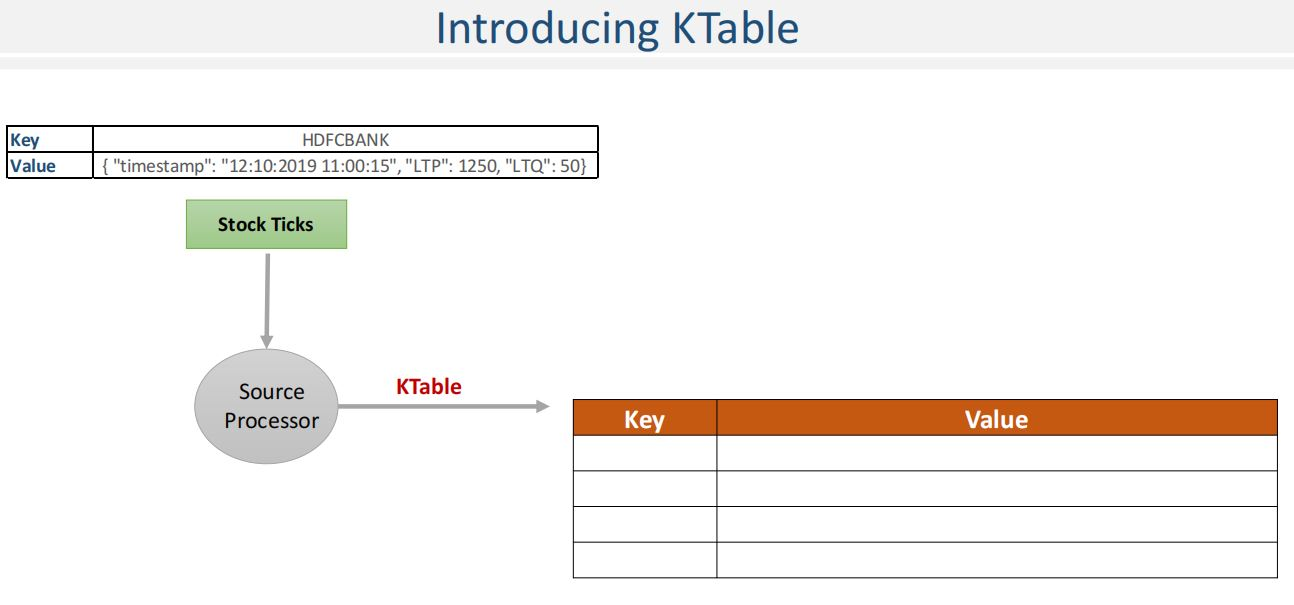 Introducing KTable
Key HDFCBANK
Value { "timestamp": "12:10:2019 11:00:15", "LTP": 1250, "LTQ": 50}
Stock Ticks
Source
Processor
KTable
Key Value